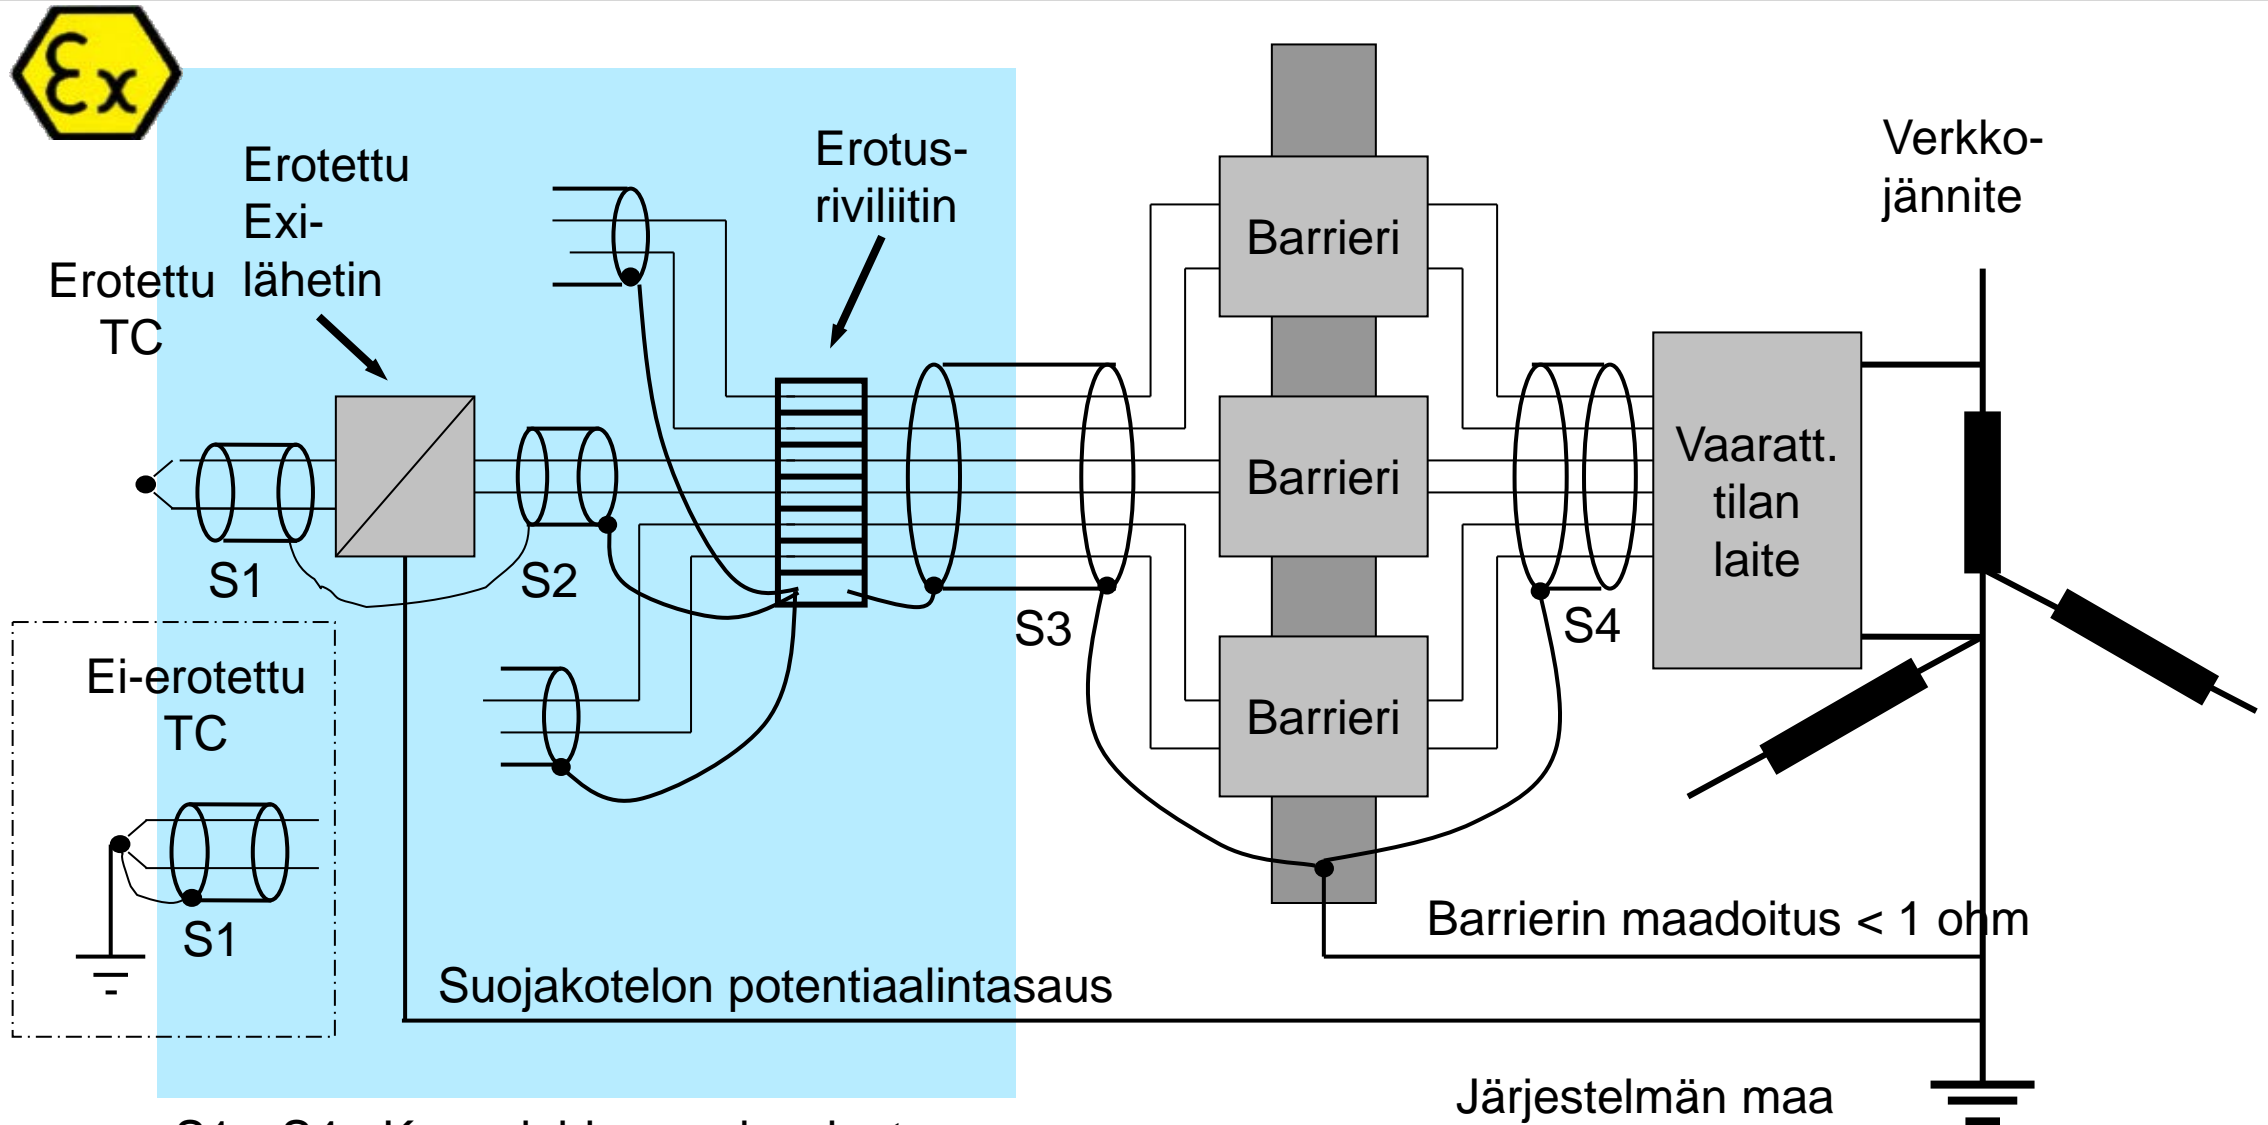 Ex
Erotettu
Exi-
lähetin
Erotettu
TC
Erotus-
riviliitin
Barrieri
Barrieri
Barrieri
Verkko-
jännite
Vaaratt.
tilan
laite
S1
S2
S3
S4
Ei-erotettu
TC
S1
Barrierin maadoitus < 1 ohm
Suojakotelon potentiaalintasaus
Järjestelmän maa